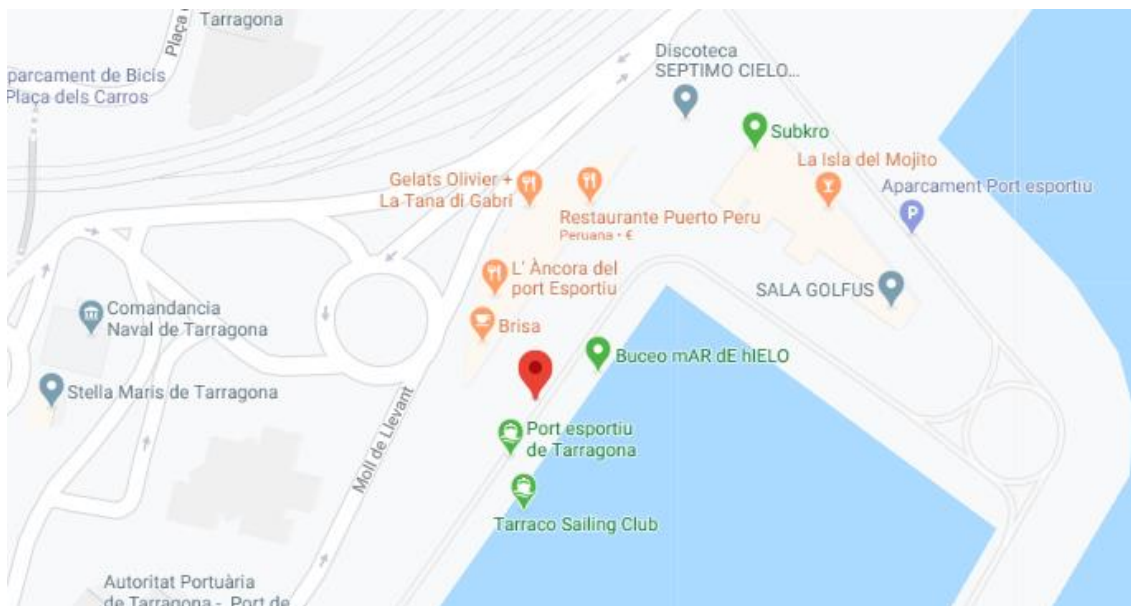 Tarragona
Plaça
parcament de Bicis
Plaça dels Carros
Discoteca
SEPTIMO CIELO...
Subkro
La Isla del Mojito
Aparcament Port esportiu
P
Gelats Olivier +
La Tana di Gabri
Restaurante Puerto Peru
Peruana • €
L' Àncora del
port Esportiu
SALA GOLFUS
Comandancia
Naval de Tarragona
Brisa
Buceo mAR dE hIELO
Stella Maris de Tarragona
Moll de Llevant
Port esportiu
de Tarragona
Tarraco Sailing Club
Autoritat Portuària
de Tarragona - Port de